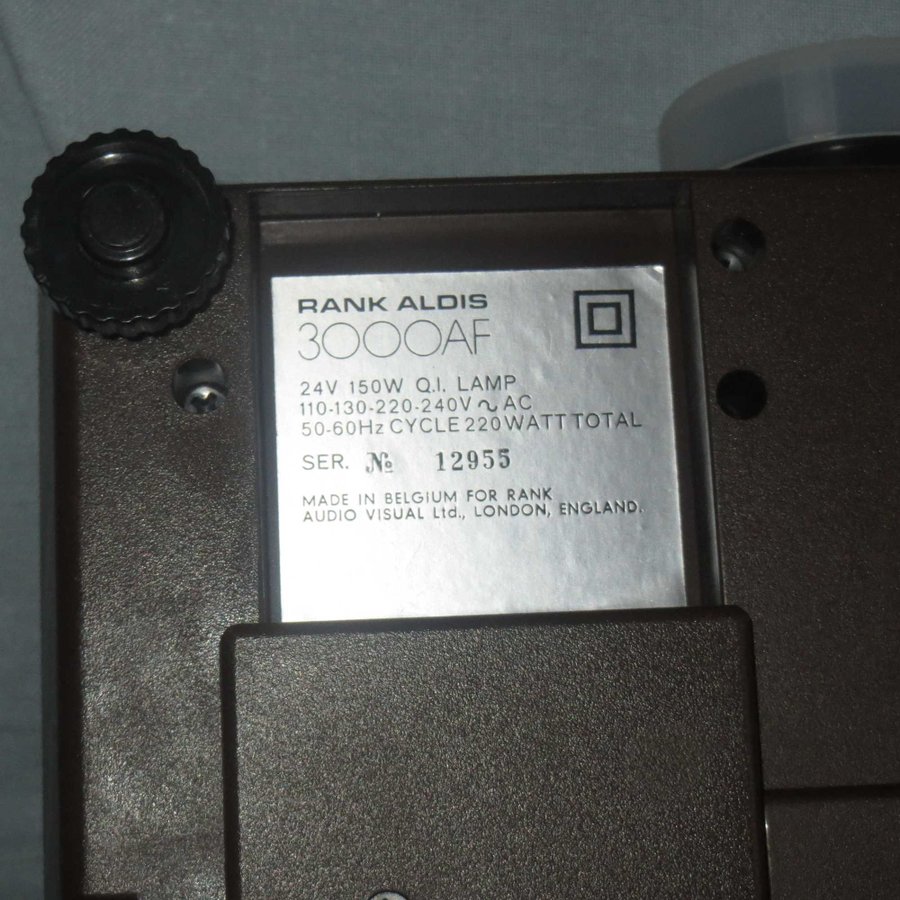 RANK ALDIS
3000AF
24V 150W Q.I. LAMP
110-130-220-240V ~ AC
50-60Hz CYCLE 220 WATT TOTAL
SER. № 12955
MADE IN BELGIUM FOR RANK
AUDIO VISUAL Ltd., LONDON, ENGLAND.